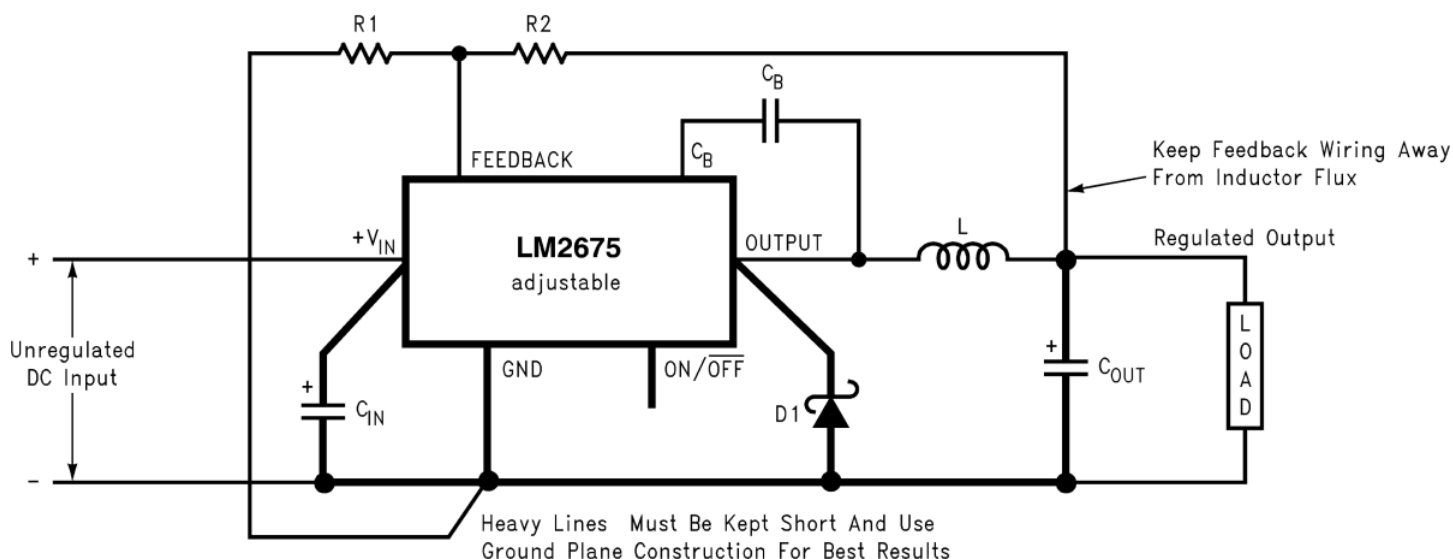 R1
R2
C_B
FEEDBACK
C_B
Keep Feedback Wiring Away
From Inductor Flux
+V_IN
LM2675
adjustable
OUTPUT
L
Regulated Output
+
Unregulated
DC Input
-
GND
ON/O̅F̅F̅
+
C_IN
D1
+
C_OUT
LOAD
Heavy Lines Must Be Kept Short And Use
Ground Plane Construction For Best Results